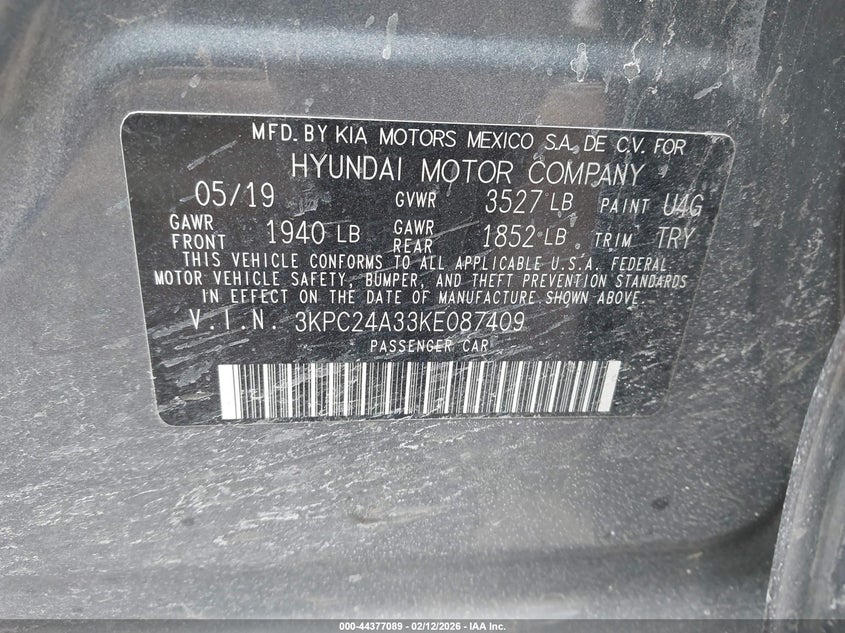 MFD. BY KIA MOTORS MEXICO S.A. DE C.V. FOR
HYUNDAI MOTOR COMPANY
05/19 GVWR 3527 LB PAINT U4G
GAWR FRONT 1940 LB GAWR REAR 1852 LB TRIM TRY
THIS VEHICLE CONFORMS TO ALL APPLICABLE U.S.A. FEDERAL
MOTOR VEHICLE SAFETY, BUMPER, AND THEFT PREVENTION STANDARDS
IN EFFECT ON THE DATE OF MANUFACTURE SHOWN ABOVE.
V.I.N. 3KPC24A33KE087409
PASSENGER CAR
000-44377089 - 02/12/2026 - IAA Inc.